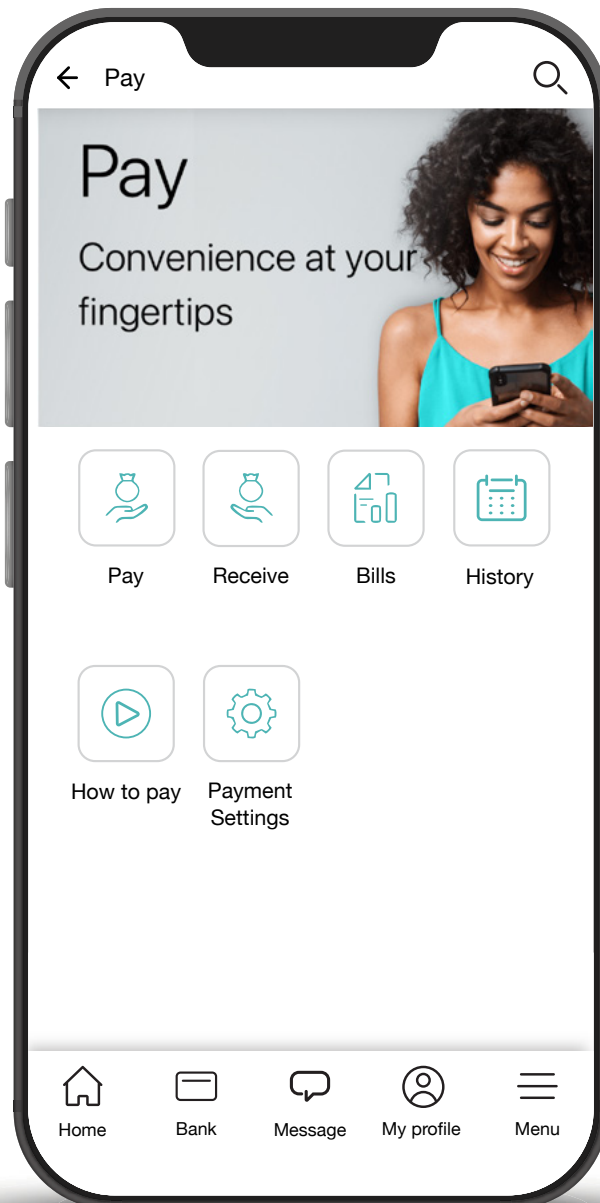 Pay
Pay
Convenience at your
fingertips
Pay
Receive
Bills
History
How to pay
Payment
Settings
Home
Bank
Message
My profile
Menu